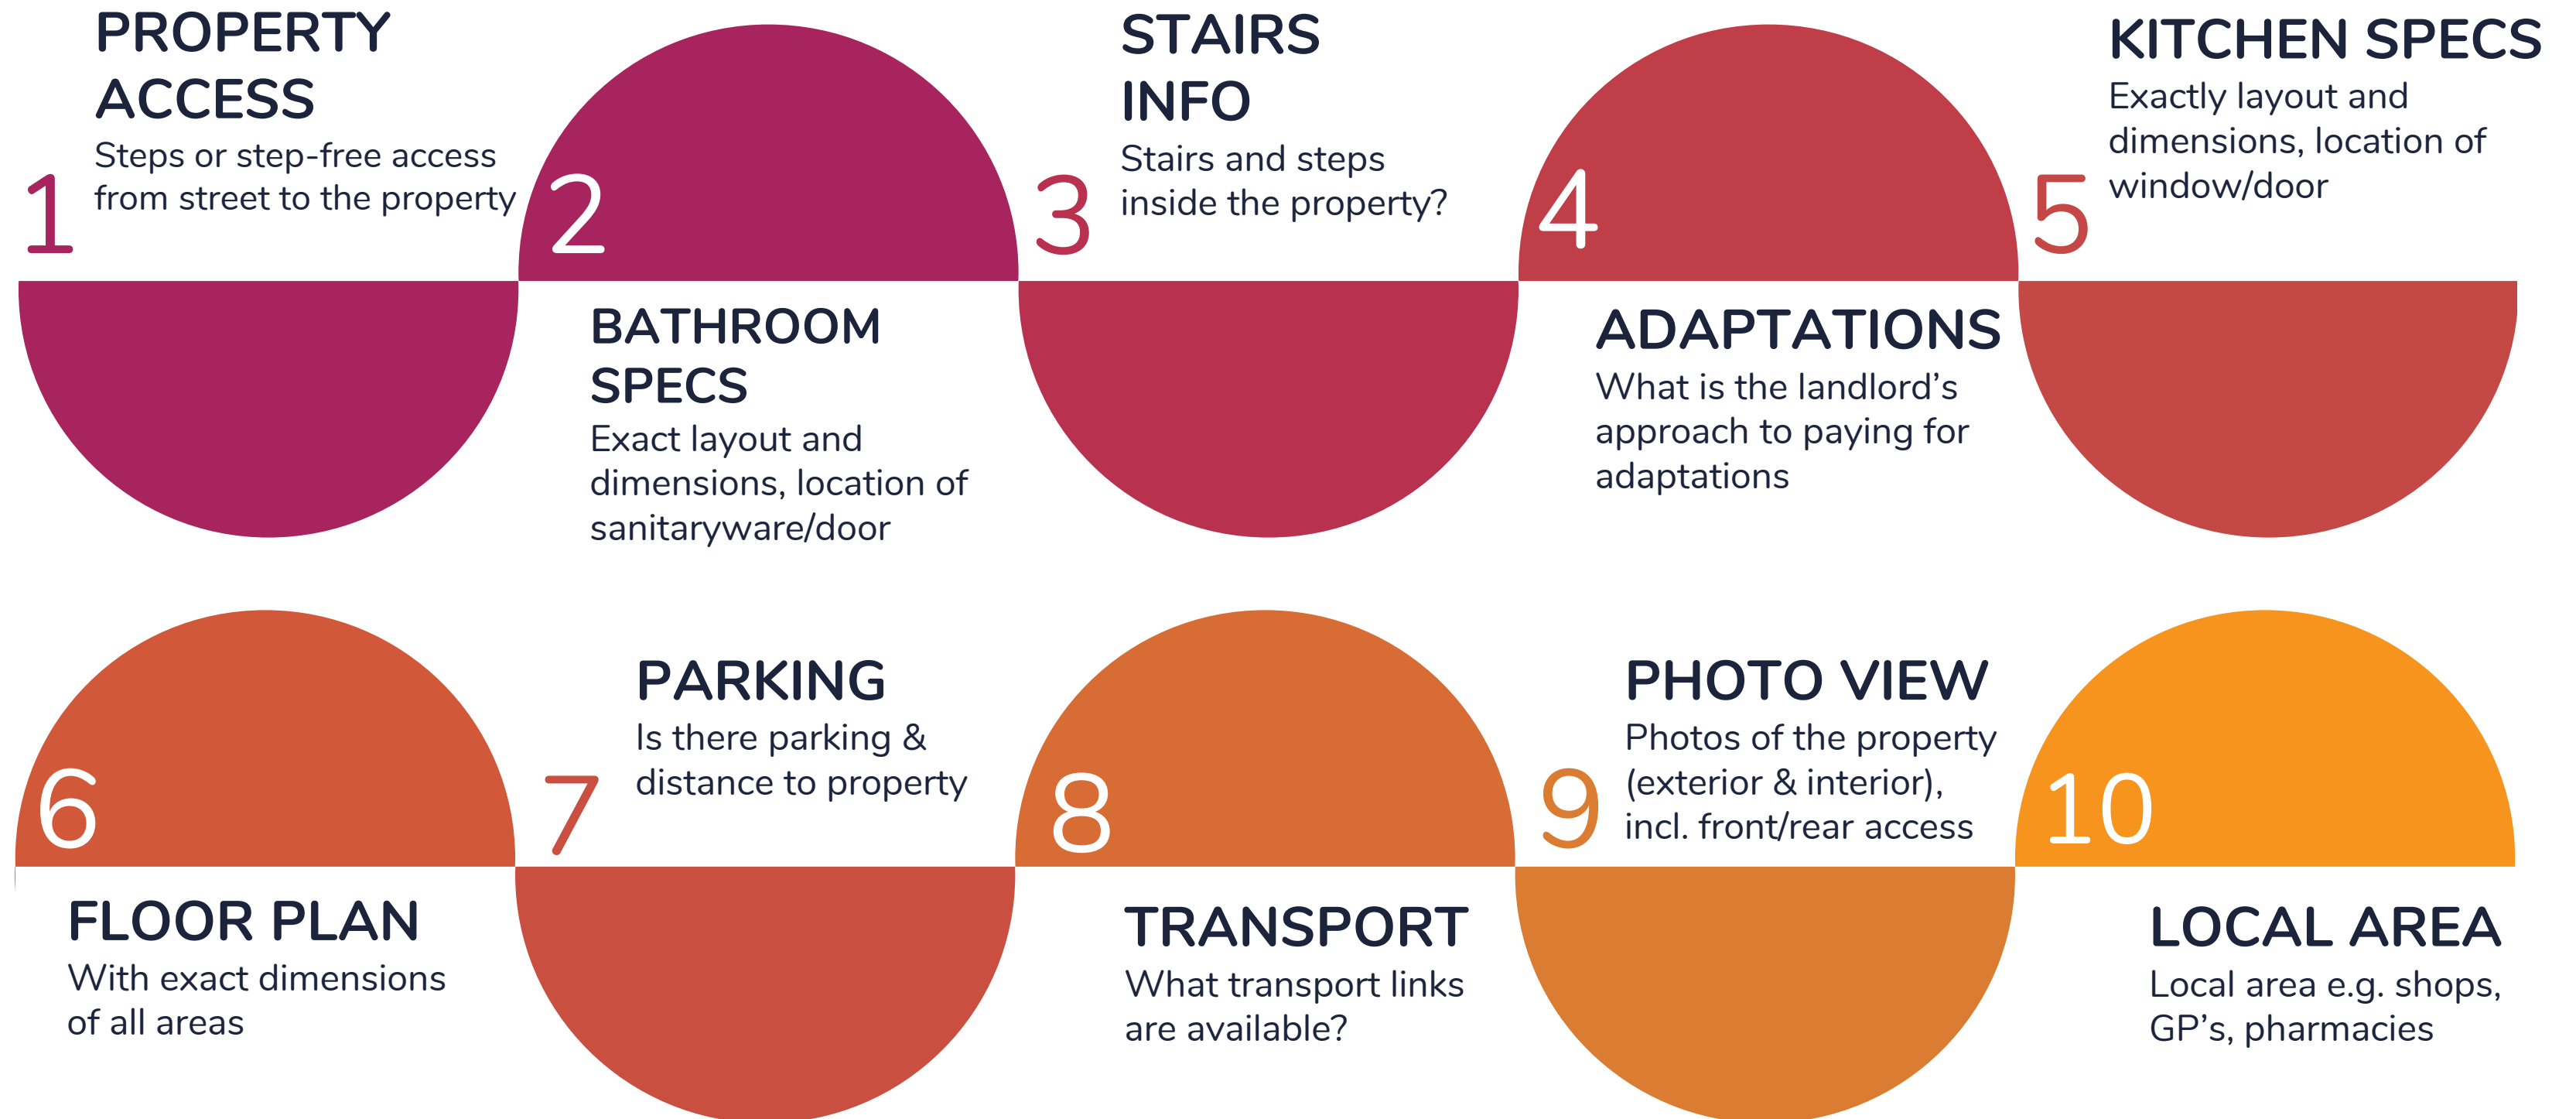 1
PROPERTY
ACCESS
Steps or step-free access
from street to the property
2
BATHROOM
SPECS
Exact layout and
dimensions, location of
sanitaryware/door
3
STAIRS
INFO
Stairs and steps
inside the property?
4
ADAPTATIONS
What is the landlord’s
approach to paying for
adaptations
5
KITCHEN SPECS
Exactly layout and
dimensions, location of
window/door
6
FLOOR PLAN
With exact dimensions
of all areas
7
PARKING
Is there parking &
distance to property
8
TRANSPORT
What transport links
are available?
9
PHOTO VIEW
Photos of the property
(exterior & interior),
incl. front/rear access
10
LOCAL AREA
Local area e.g. shops,
GP’s, pharmacies